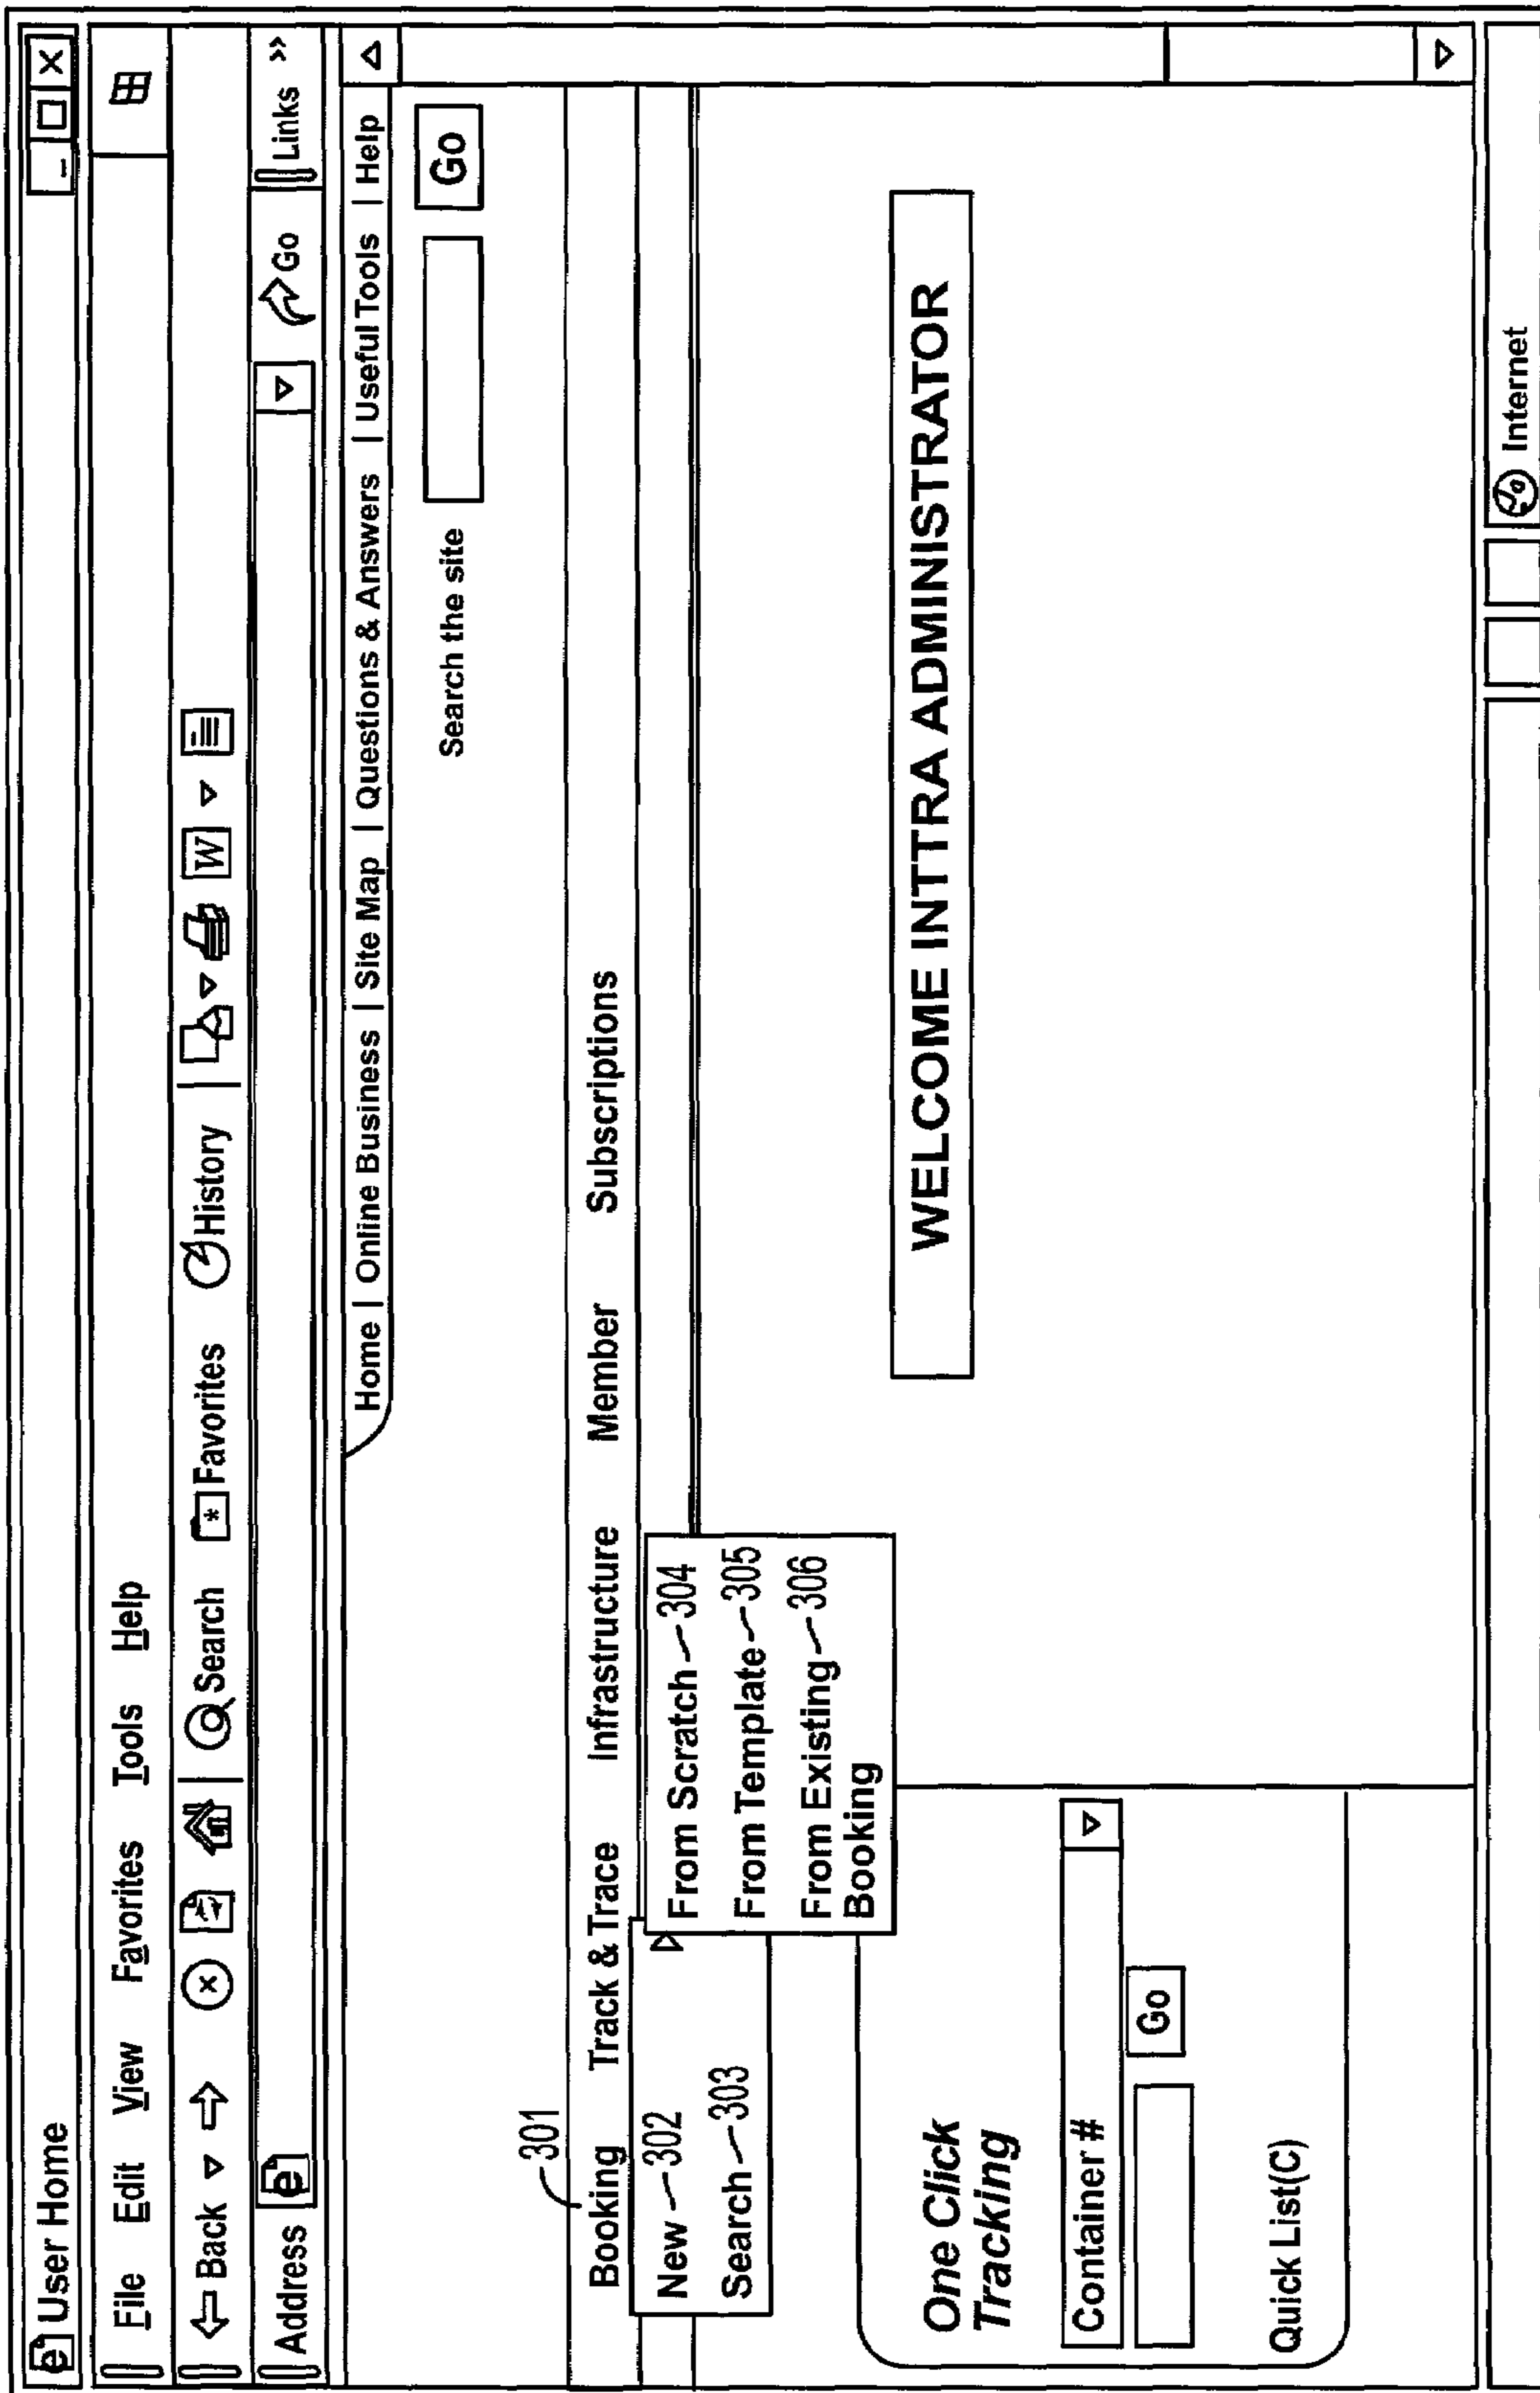 User Home
File Edit View Favorites Tools Help
Back Search Favorites History W
Address Go Links »
Home | Online Business | Site Map | Questions & Answers | Useful Tools | Help
Search the site Go
301
Booking Track & Trace Infrastructure Member Subscriptions
New 302
Search 303
From Scratch 304
From Template 305
From Existing 306
Booking
WELCOME INTTRA ADMINISTRATOR
One Click
Tracking
Container #
Go
Quick List(C)
Internet